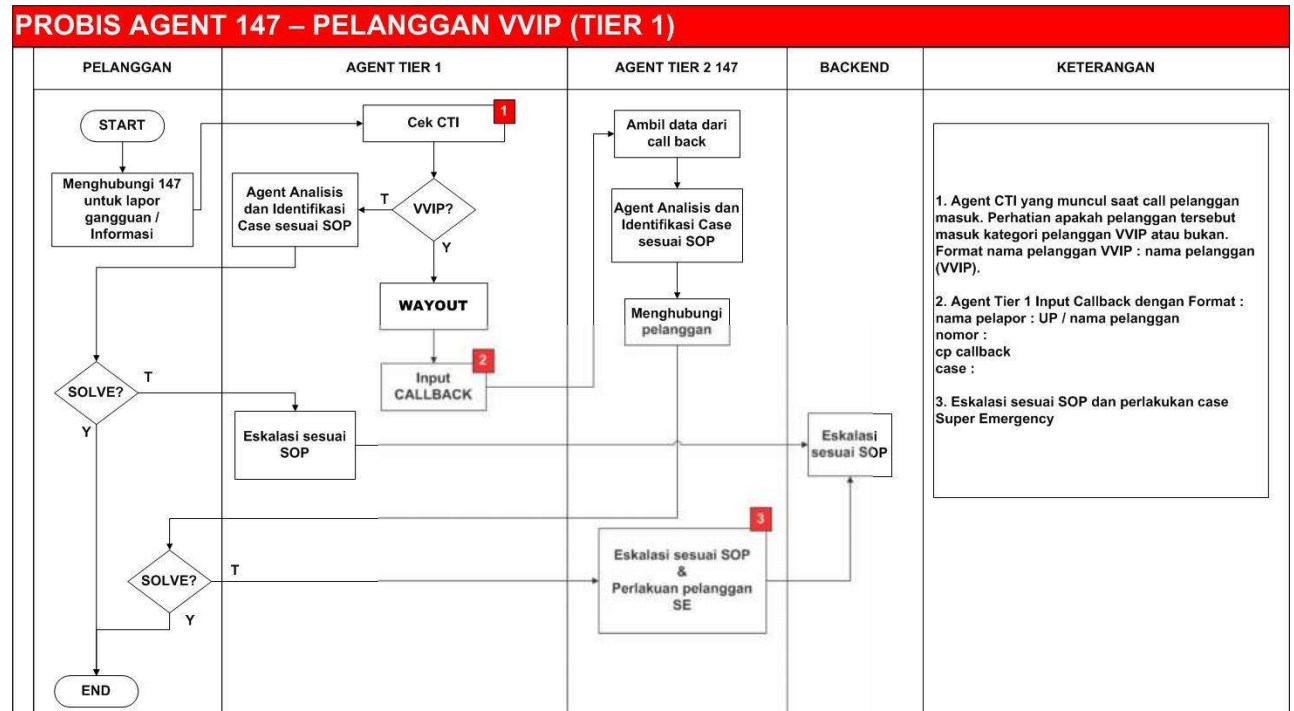 PROBIS AGENT 147 – PELANGGAN VVIP (TIER 1)
PELANGGAN
AGENT TIER 1
AGENT TIER 2 147
BACKEND
KETERANGAN
START
Menghubungi 147
untuk lapor
gangguan /
Informasi
Cek CTI
1
VVIP?
T
Y
Agent Analisis
dan Identifikasi
Case sesuai SOP
WAYOUT
Input
CALLBACK
2
Ambil data dari
call back
Agent Analisis dan
Identifikasi Case
sesuai SOP
Menghubungi
pelanggan
SOLVE?
T
Y
Eskalasi sesuai
SOP
Eskalasi
sesuai SOP
SOLVE?
T
Y
Eskalasi sesuai SOP
&
Perlakuan pelanggan
SE
3
END
1. Agent CTI yang muncul saat call pelanggan
masuk. Perhatian apakah pelanggan tersebut
masuk kategori pelanggan VVIP atau bukan.
Format nama pelanggan VVIP : nama pelanggan
(VVIP).
2. Agent Tier 1 Input Callback dengan Format :
nama pelapor : UP / nama pelanggan
nomor :
cp callback
case :
3. Eskalasi sesuai SOP dan perlakukan case
Super Emergency